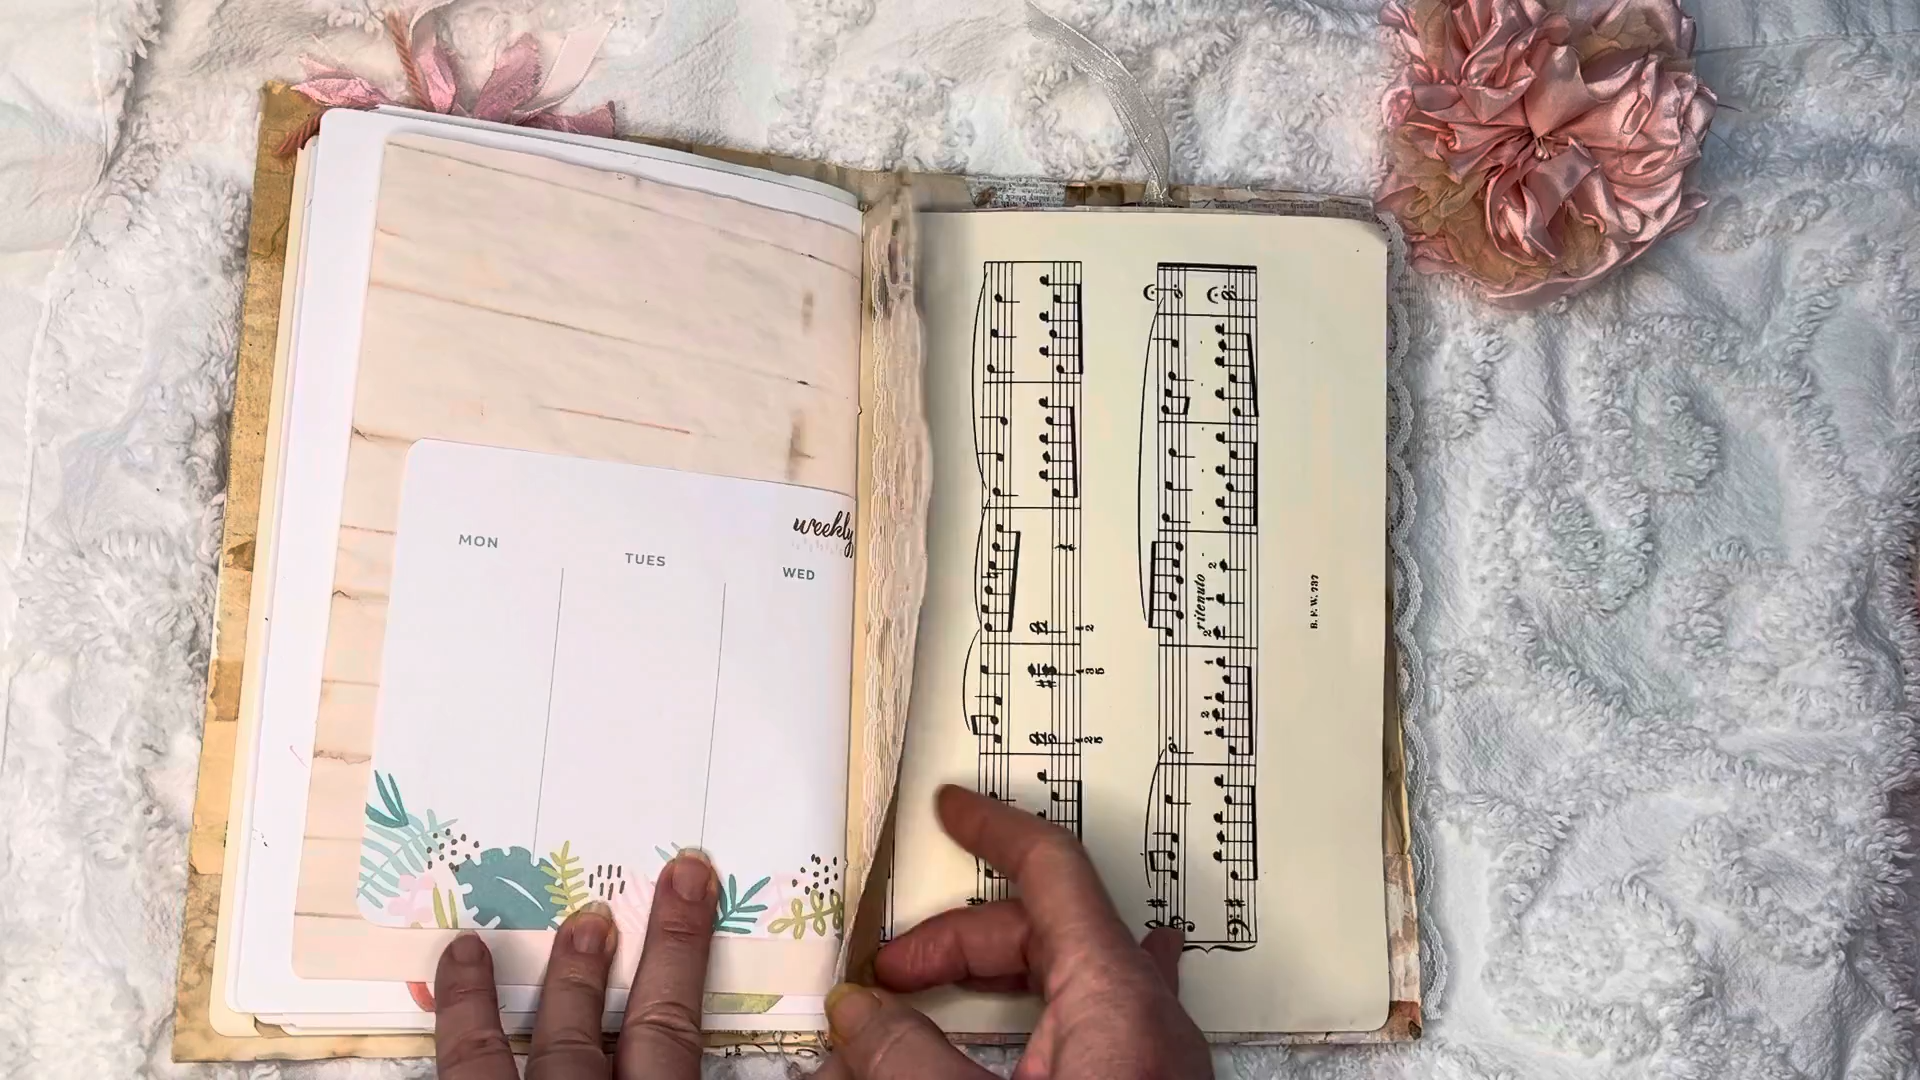 weekly
MON
TUES
WED
ritenuto
B. F. W. 737